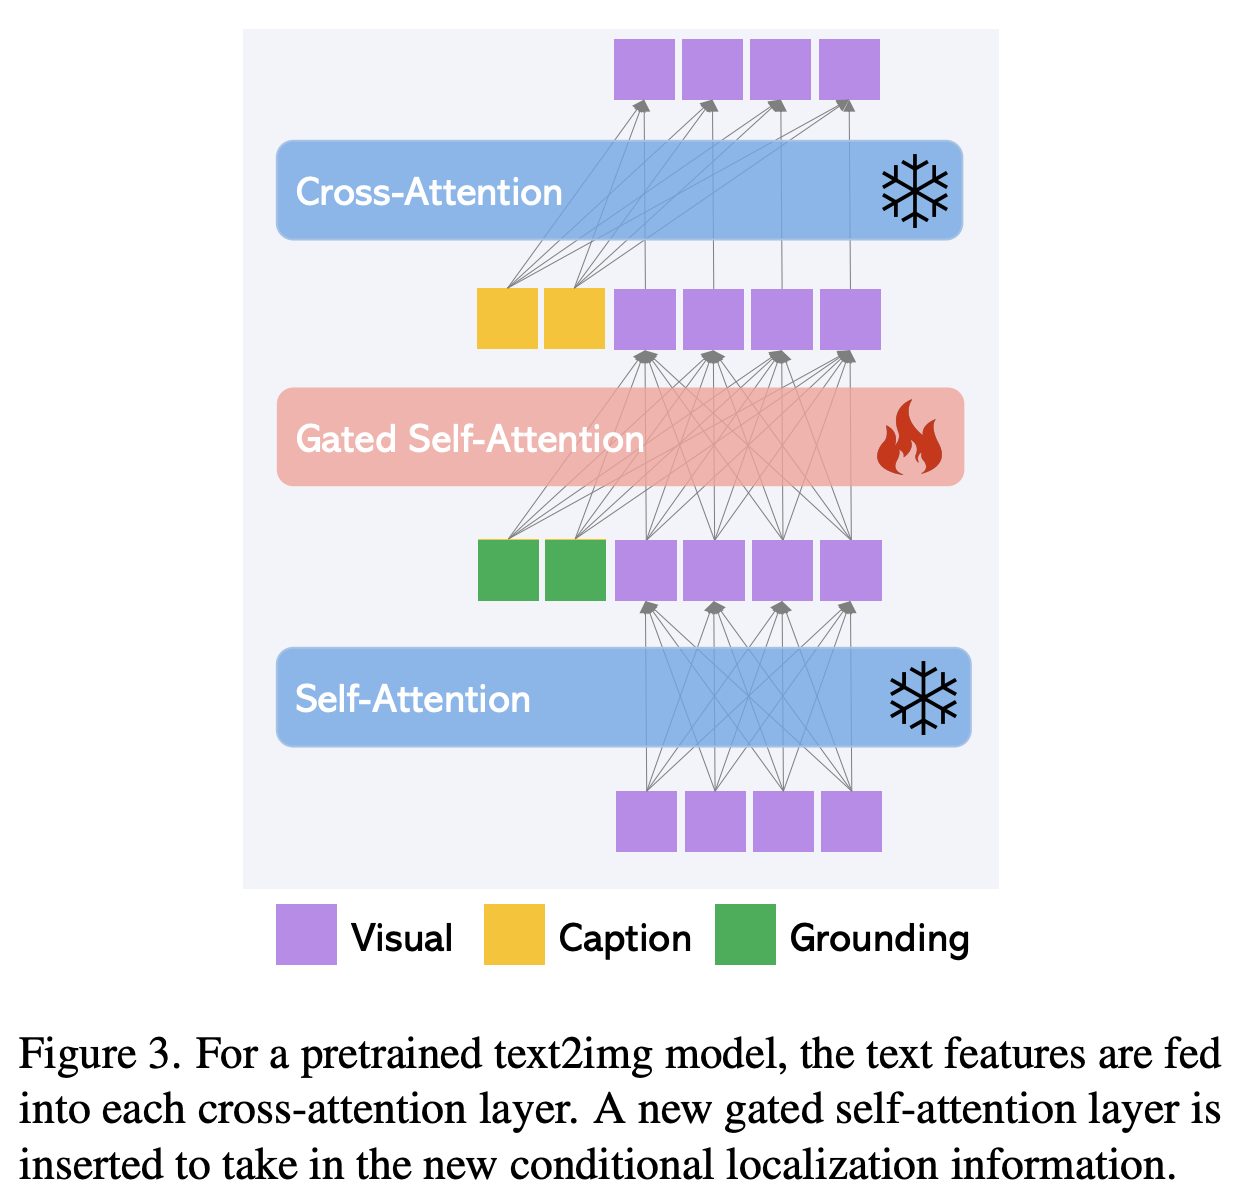 Cross-Attention
Gated Self-Attention
Self-Attention
Visual Caption Grounding
Figure 3. For a pretrained text2img model, the text features are fed
into each cross-attention layer. A new gated self-attention layer is
inserted to take in the new conditional localization information.